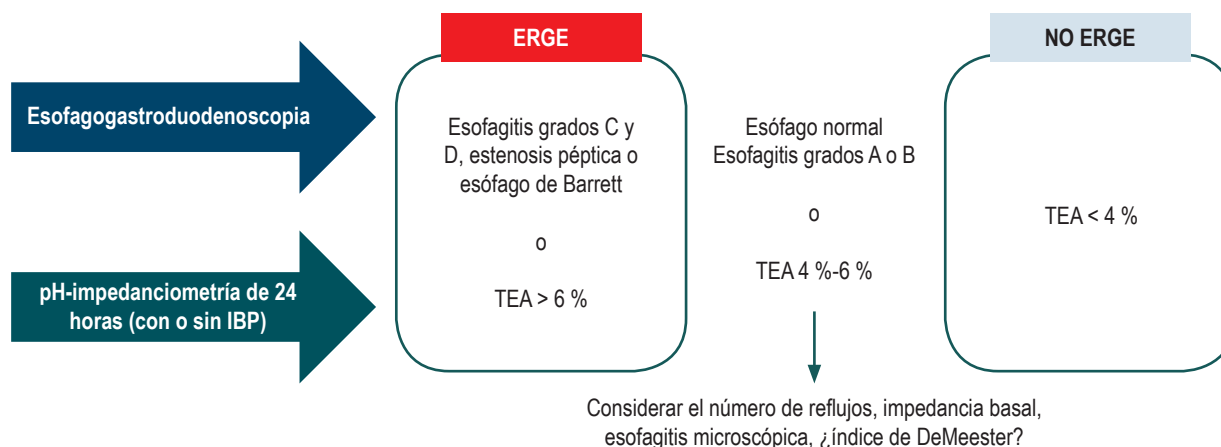 ERGE
NO ERGE
Esofagogastroduodenoscopia
pH-impedanciometría de 24
horas (con o sin IBP)
Esofagitis grados C y
D, estenosis péptica o
esófago de Barrett
o
TEA > 6 %
Esófago normal
Esofagitis grados A o B
o
TEA 4 %-6 %
TEA < 4 %
Considerar el número de reflujos, impedancia basal,
esofagitis microscópica, ¿índice de DeMeester?